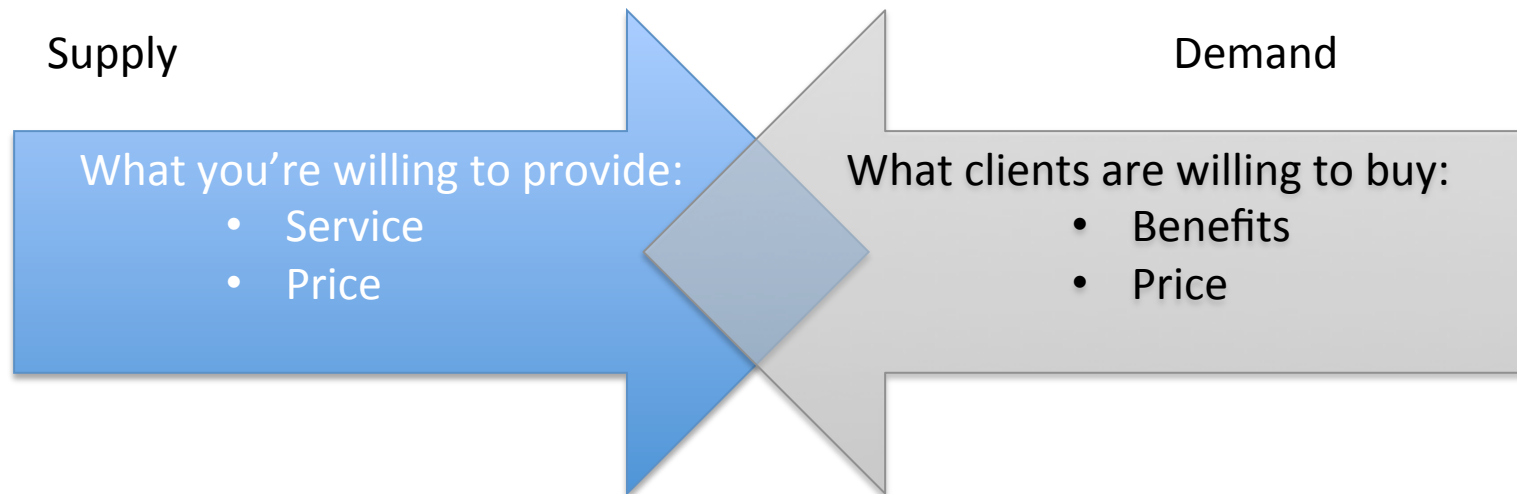 Supply
Demand
What you’re willing to provide:
• Service
• Price
What clients are willing to buy:
• Benefits
• Price